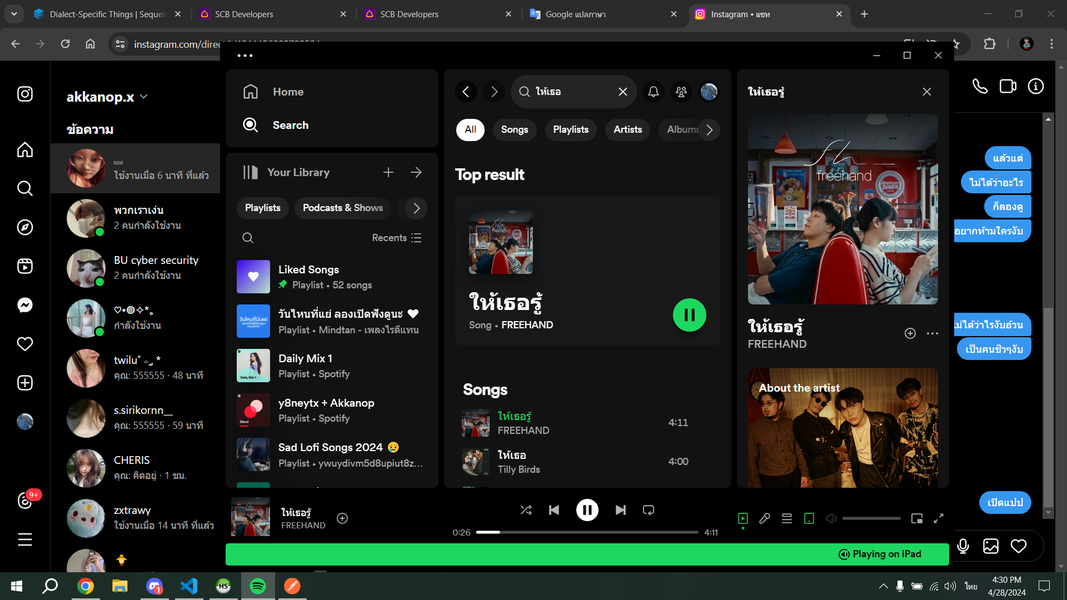 Dialect-Specific Things | Sequel
SCB Developers
SCB Developers
Google แปลภาษา
Instagram • แชท
instagram.com/direc
akkanop.x
ข้อความ
ใช้งานเมื่อ 6 นาที ที่แล้ว
พวกเราเง่น
2 คนกำลังใช้งาน
BU cyber security
2 คนกำลังใช้งาน
กำลังใช้งาน
twilu
คุณ: 555555 · 48 นาที
s.sirikornn__
คุณ: 555555 · 59 นาที
CHERIS
คุณ: คิดอยู่ · 1 ชม.
zxtrawy
ใช้งานเมื่อ 14 นาที ที่แล้ว
9+
Home
Search
Your Library
Playlists
Podcasts & Shows
Recents
Liked Songs
Playlist • 52 songs
วันไหนที่แย่ ลองเปิดฟังดูนะ
Playlist • Mindtan - เพลงไร้ดีแทน
Daily Mix 1
Playlist • Spotify
y8neytx + Akkanop
Playlist • Spotify
Sad Lofi Songs 2024 😥
Playlist • ywuydivm5d8upiut8z...
ให้เธอ
All
Songs
Playlists
Artists
Albums
Top result
ให้เธอรู้
Song • FREEHAND
Songs
ให้เธอรู้
FREEHAND
4:11
ให้เธอ
Tilly Birds
4:00
ให้เธอรู้
freehand
ให้เธอรู้
FREEHAND
About the artist
แล้วแต่
ไม่ได้ว่าอะไร
ก็ลองดู
อยากห้ามใครงับ
ไม่ได้ว่าไรงับอ้วน
เป็นคนชิวๆงับ
เปิดแปป
ให้เธอรู้
FREEHAND
0:26
4:11
Playing on iPad
ไทย
4:30 PM
4/28/2024